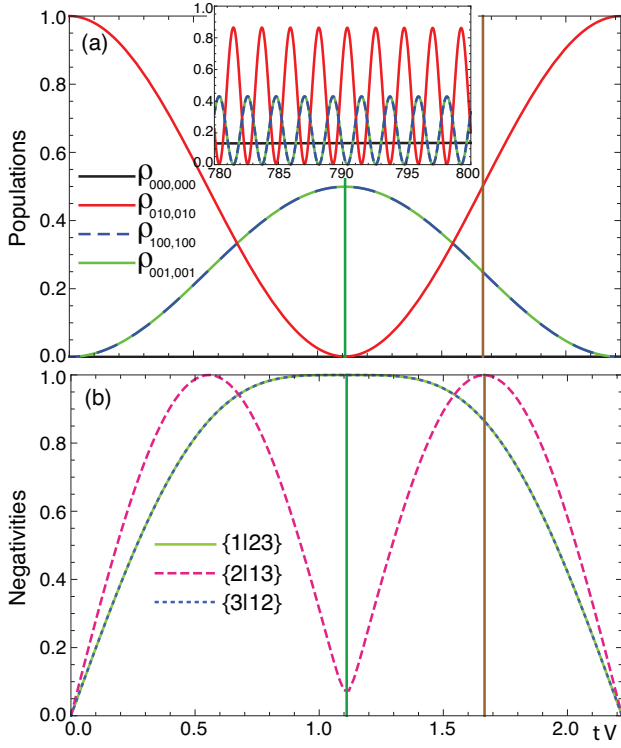 (a)
Populations
1.0
0.8
0.6
0.4
0.2
0.0
ρ000,000
ρ010,010
ρ100,100
ρ001,001
1.0
0.8
0.6
0.4
0.2
0.0
780 785 790 795 800
(b)
Negativities
1.0
0.8
0.6
0.4
0.2
0.0
{1|23}
{2|13}
{3|12}
0.0 0.5 1.0 1.5 2.0 t V